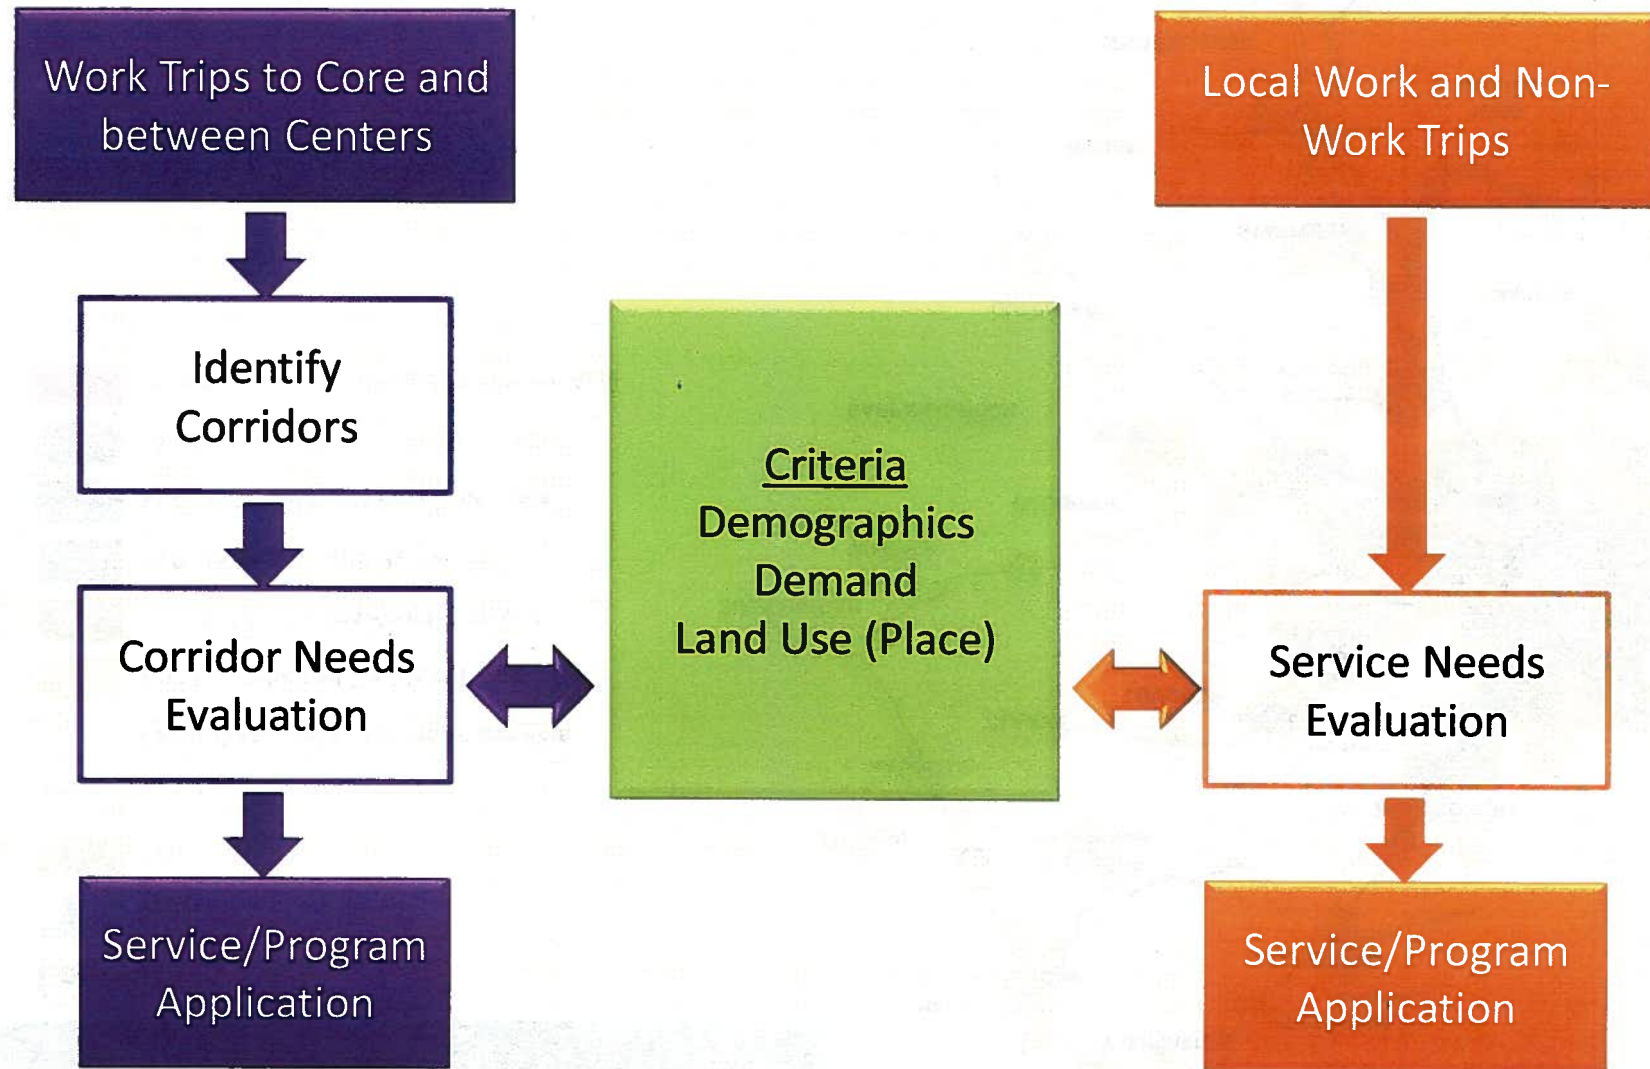 Work Trips to Core and
between Centers
Identify
Corridors
Corridor Needs
Evaluation
Service/Program
Application
Criteria
Demographics
Demand
Land Use (Place)
Local Work and Non-
Work Trips
Service Needs
Evaluation
Service/Program
Application